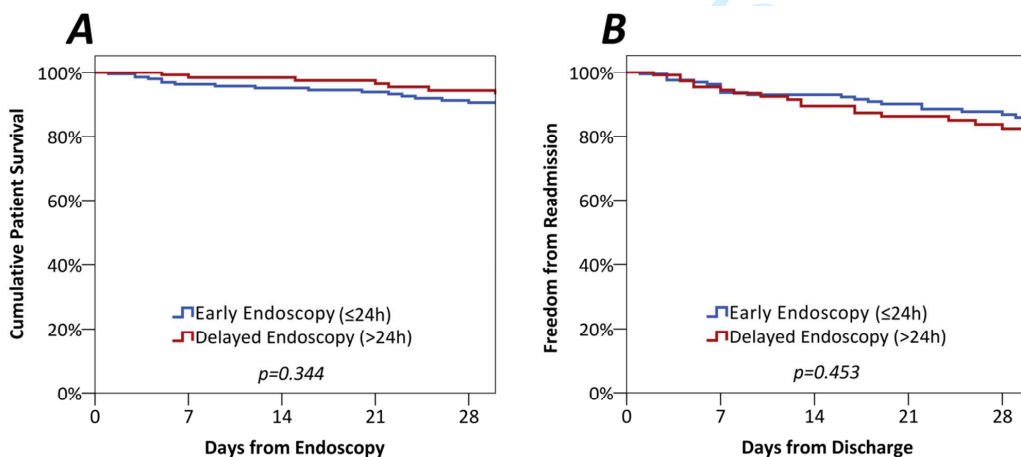 A
Cumulative Patient Survival
100%
80%
60%
40%
20%
0%
Early Endoscopy (≤24h)
Delayed Endoscopy (>24h)
p=0.344
0 7 14 21 28
Days from Endoscopy
B
Freedom from Readmission
100%
80%
60%
40%
20%
0%
Early Endoscopy (≤24h)
Delayed Endoscopy (>24h)
p=0.453
0 7 14 21 28
Days from Discharge